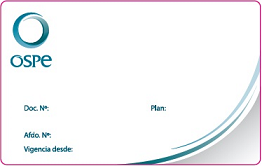 OSPe
Doc. Nº: Plan:
Afdo. Nº:
Vigencia desde: